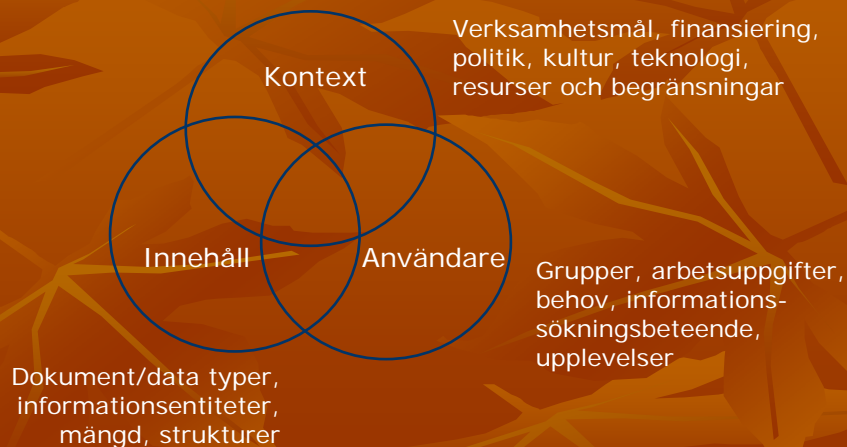 Kontext
Verksamhetsmål, finansiering,
politik, kultur, teknologi,
resurser och begränsningar
Innehåll
Användare
Grupper, arbetsuppgifter,
behov, informations-
sökningsbeteende,
upplevelser
Dokument/data typer,
informationsentiteter,
mängd, strukturer